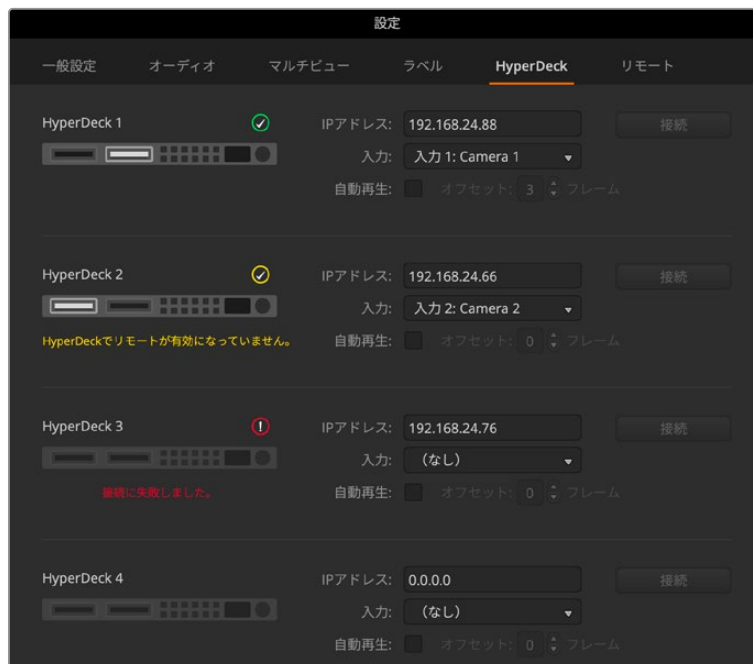 設定
一般設定 オーディオ マルチビュー ラベル HyperDeck リモート
HyperDeck 1 IPアドレス: 192.168.24.88 接続
入力: 入力 1: Camera 1
自動再生: オフセット: 3 フレーム
HyperDeck 2 IPアドレス: 192.168.24.66 接続
入力: 入力 2: Camera 2
HyperDeckでリモートが有効になっていません。 自動再生: オフセット: 0 フレーム
HyperDeck 3 IPアドレス: 192.168.24.76 接続
入力: （なし）
接続に失敗しました。 自動再生: オフセット: 0 フレーム
HyperDeck 4 IPアドレス: 0.0.0.0 接続
入力: （なし）
自動再生: オフセット: 0 フレーム